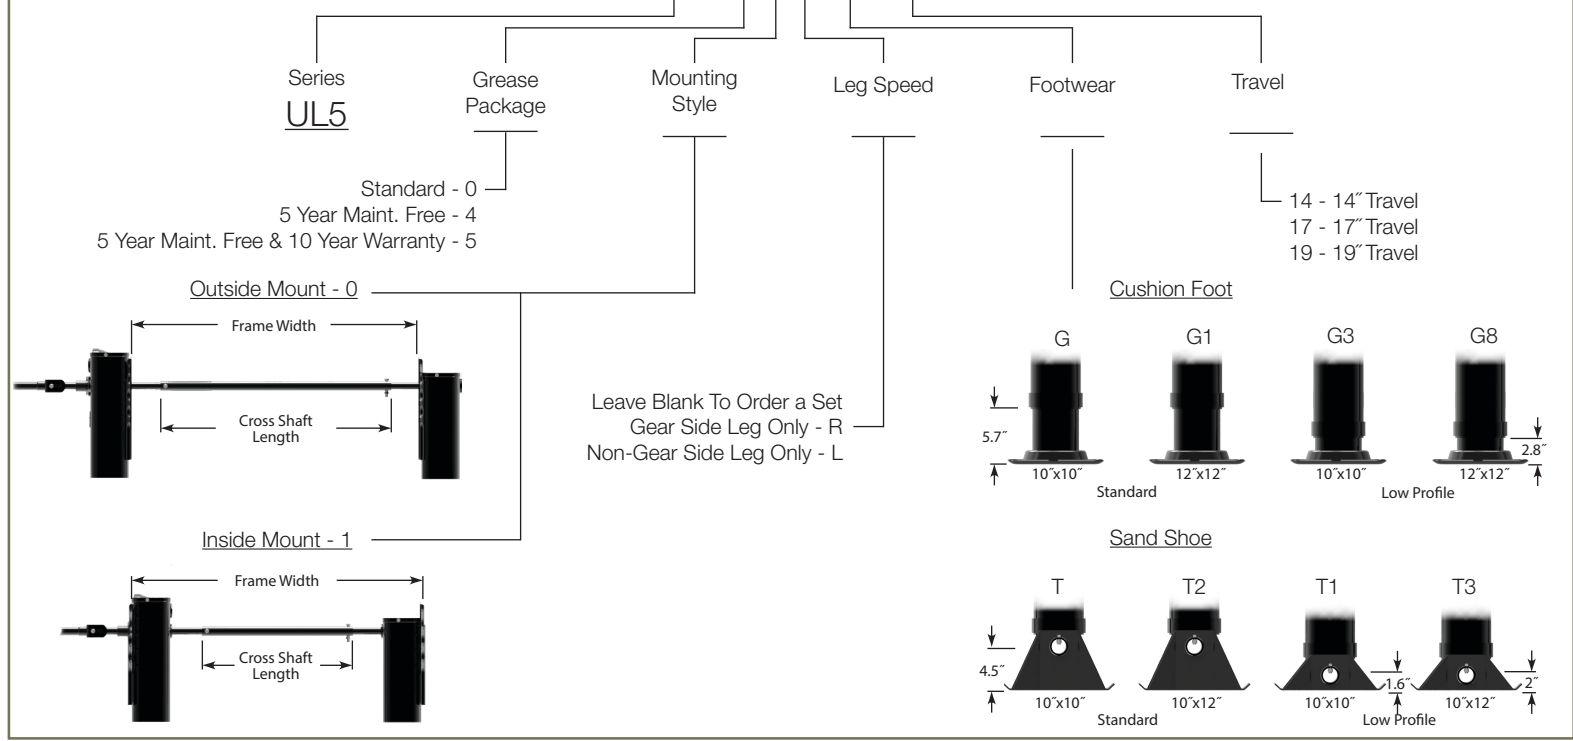 Series
UL5
Grease
Package
Mounting
Style
Leg Speed
Footwear
Travel
Standard - 0
5 Year Maint. Free - 4
5 Year Maint. Free & 10 Year Warranty - 5
14 - 14˝ Travel
17 - 17˝ Travel
19 - 19˝ Travel
Outside Mount - 0
Frame Width
Cross Shaft
Length
Leave Blank To Order a Set
Gear Side Leg Only - R
Non-Gear Side Leg Only - L
Inside Mount - 1
Frame Width
Cross Shaft
Length
Cushion Foot
G
G1
G3
G8
5.7˝
2.8˝
10˝x10˝
12˝x12˝
10˝x10˝
12˝x12˝
Standard
Low Profile
Sand Shoe
T
T2
T1
T3
4.5˝
1.6˝
2˝
10˝x10˝
10˝x12˝
10˝x10˝
10˝x12˝
Standard
Low Profile